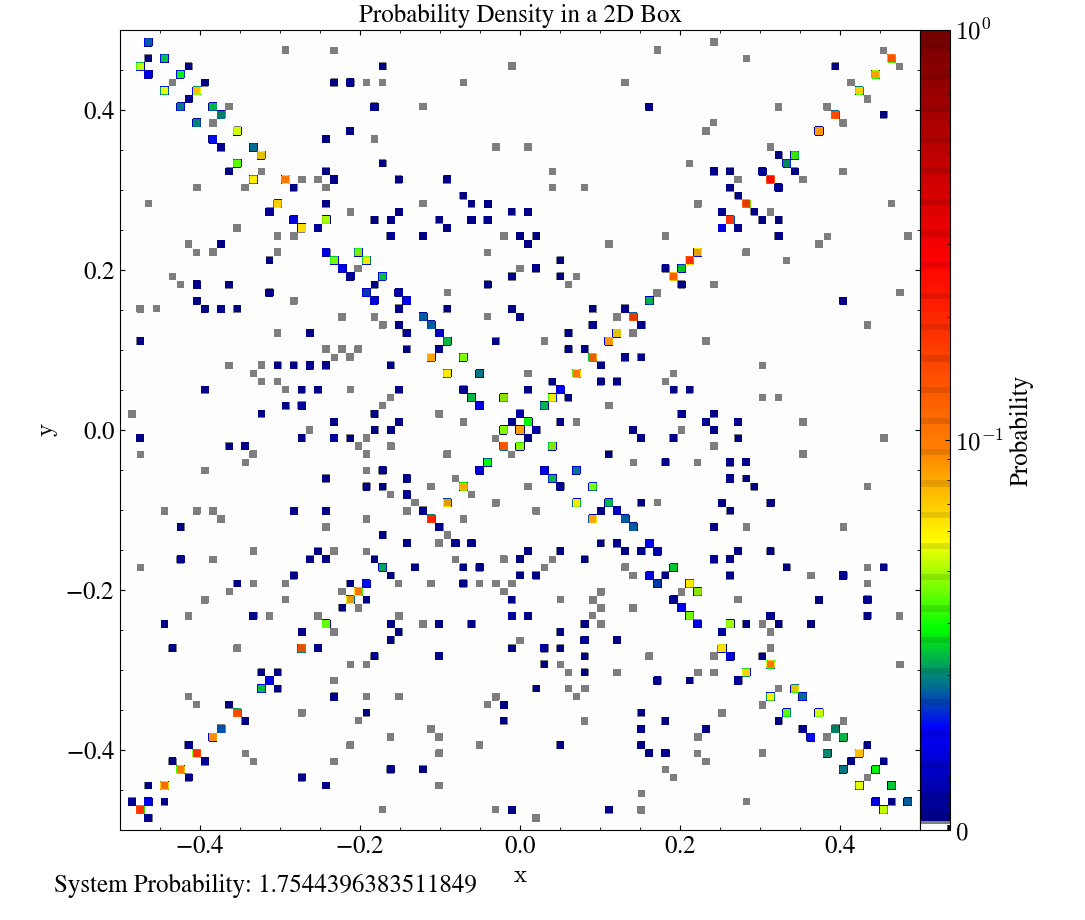 Probability Density in a 2D Box
10^0
0.4
0.2
y
0.0
−0.2
−0.4
10^−1
Probability
0
−0.4 −0.2 0.0 0.2 0.4
x
System Probability: 1.7544396383511849